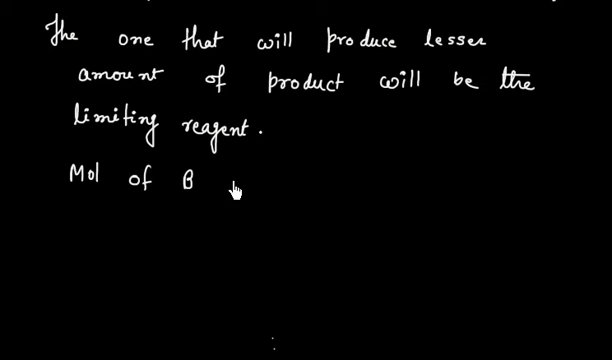 The one that will produce lesser
amount of product will be the
limiting reagent.
Mol of B